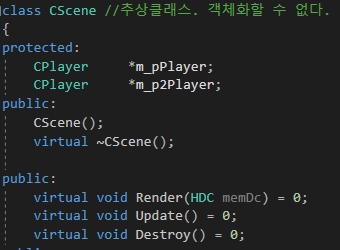 class CScene //추상클래스. 객체화할 수 없다.
{
protected:
CPlayer *m_pPlayer;
CPlayer *m_p2Player;
public:
CScene();
virtual ~CScene();
public:
virtual void Render(HDC memDc) = 0;
virtual void Update() = 0;
virtual void Destroy() = 0;